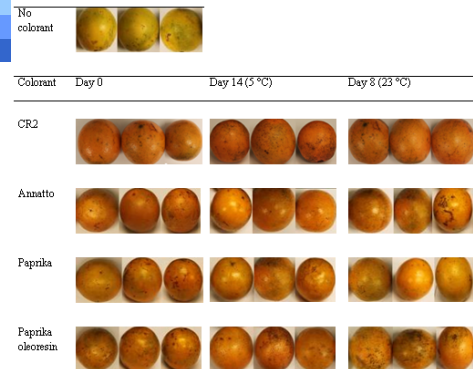 No
colorant
Colorant Day 0 Day 14 (5 °C) Day 8 (23 °C)
CR2
Annatto
Paprika
Paprika
oleoresin